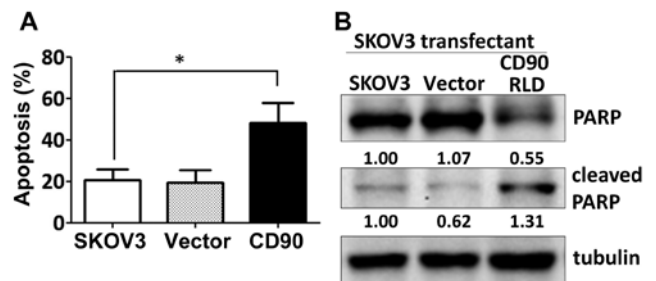 A
Apoptosis (%)
80
60
40
20
0
*
SKOV3 Vector CD90
B
SKOV3 transfectant
SKOV3 Vector CD90 RLD
PARP
1.00 1.07 0.55
cleaved
PARP
1.00 0.62 1.31
tubulin